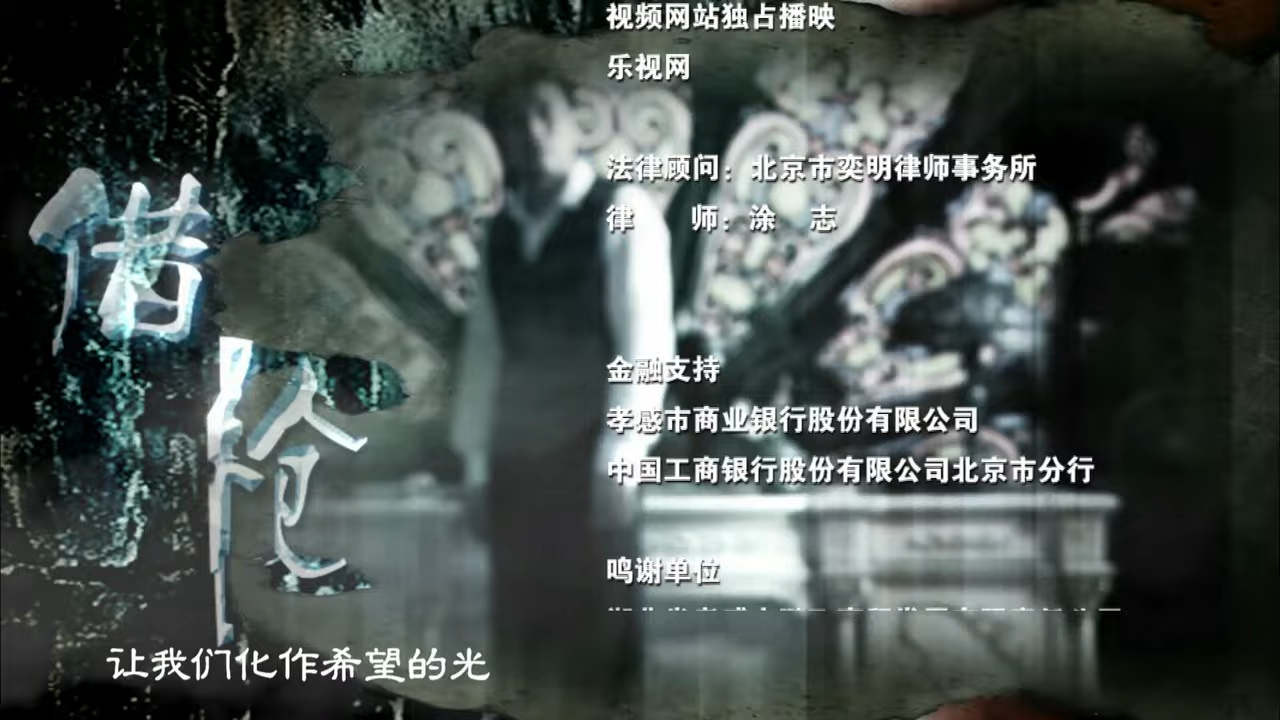 视频网站独占播映
乐视网
法律顾问：北京市奕明律师事务所
律　　师：涂　志
金融支持
孝感市商业银行股份有限公司
中国工商银行股份有限公司北京市分行
鸣谢单位
借枪
让我们化作希望的光